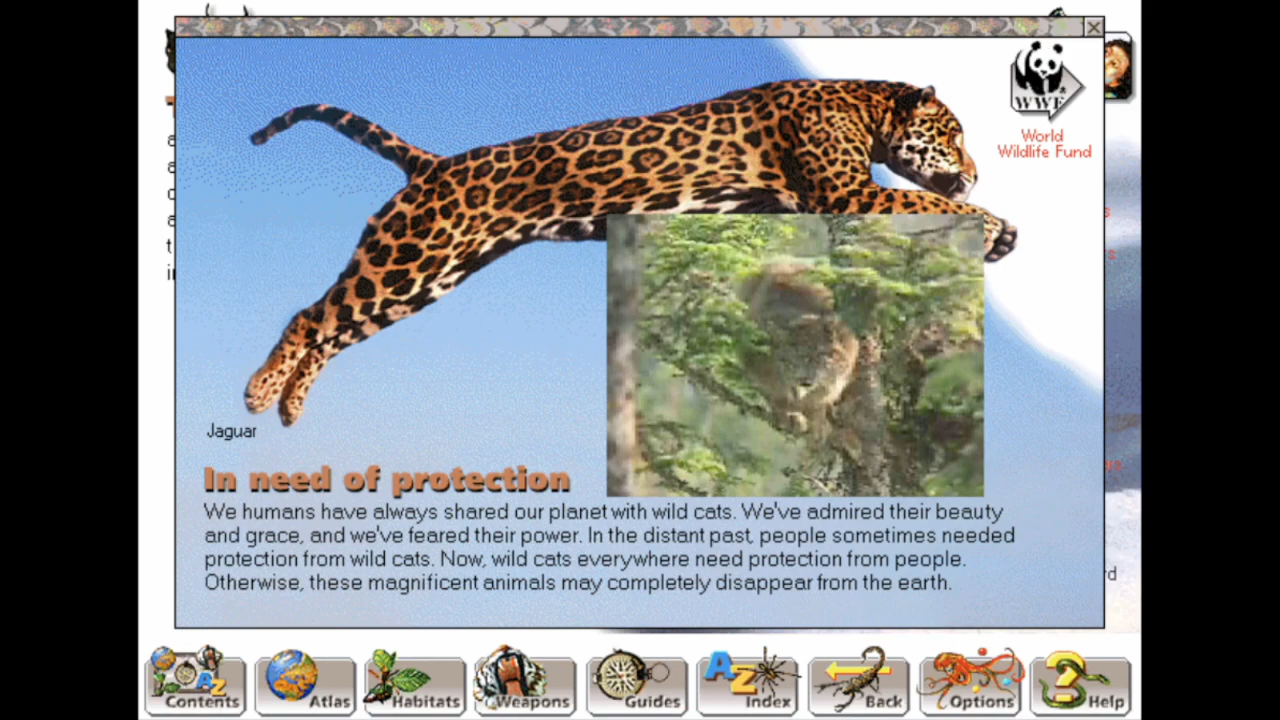 WWF
World
Wildlife Fund
Jaguar
In need of protection
We humans have always shared our planet with wild cats. We've admired their beauty
and grace, and we've feared their power. In the distant past, people sometimes needed
protection from wild cats. Now, wild cats everywhere need protection from people.
Otherwise, these magnificent animals may completely disappear from the earth.
Contents
Atlas
Habitats
Weapons
Guides
AZ Index
Back
Options
? Help